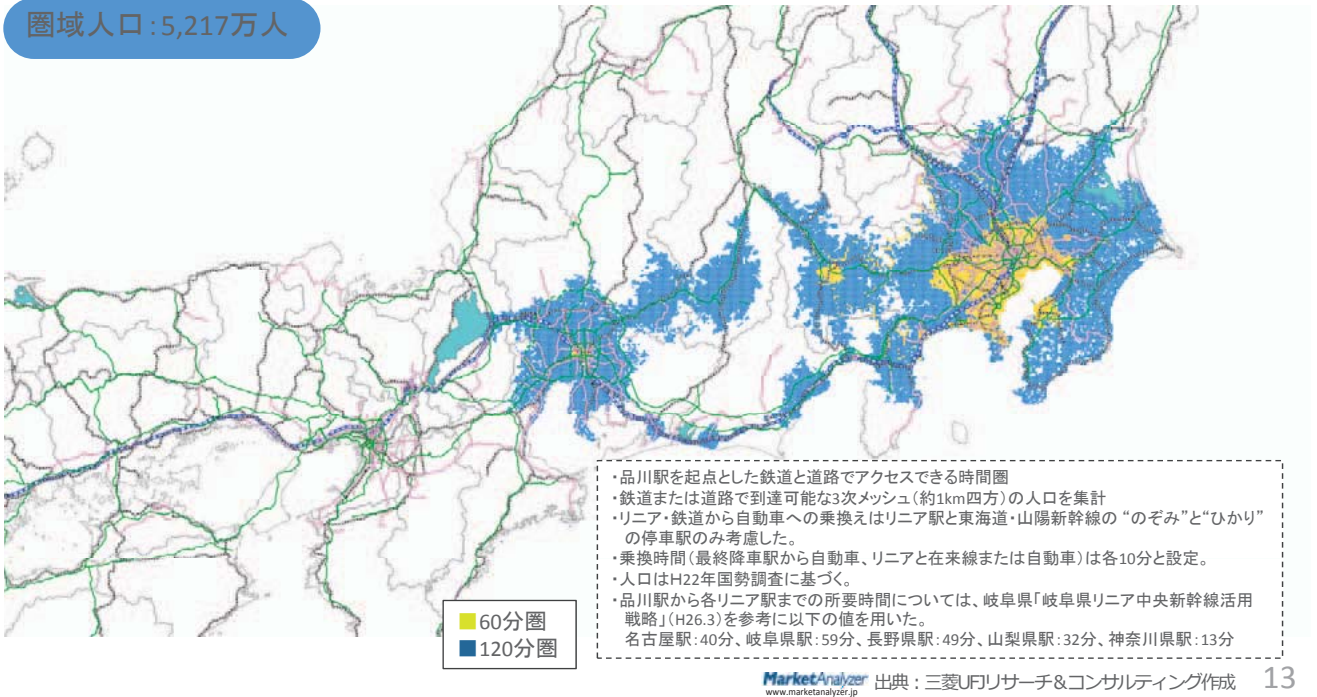 圏域人口:5,217万人
・品川駅を起点とした鉄道と道路でアクセスできる時間圏
・鉄道または道路で到達可能な3次メッシュ(約1km四方)の人口を集計
・リニア・鉄道から自動車への乗換えはリニア駅と東海道・山陽新幹線の “のぞみ”と“ひかり”
の停車駅のみ考慮した。
・乗換時間(最終降車駅から自動車、リニアと在来線または自動車)は各10分と設定。
・人口はH22年国勢調査に基づく。
・品川駅から各リニア駅までの所要時間については、岐阜県「岐阜県リニア中央新幹線活用
戦略」(H26.3)を参考に以下の値を用いた。
名古屋駅:40分、岐阜県駅:59分、長野県駅:49分、山梨県駅:32分、神奈川県駅:13分
60分圏
120分圏
MarketAnalyzer 出典:三菱UFJリサーチ&コンサルティング作成 13
www.marketanalyzer.jp